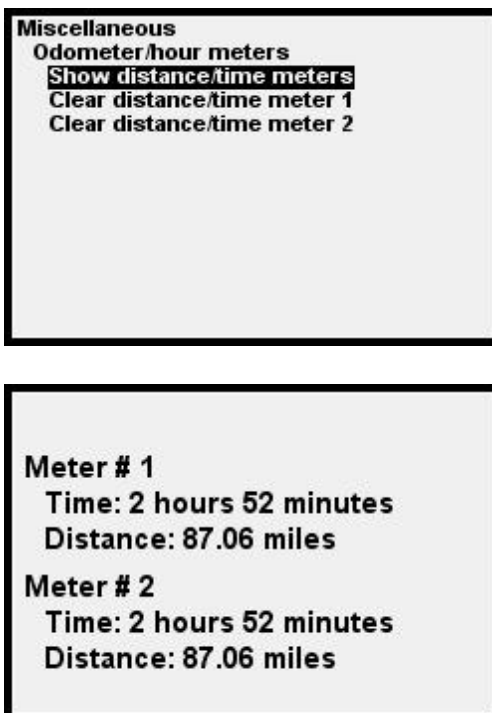 Miscellaneous
Odometer/hour meters
Show distance/time meters
Clear distance/time meter 1
Clear distance/time meter 2
Meter # 1
Time: 2 hours 52 minutes
Distance: 87.06 miles
Meter # 2
Time: 2 hours 52 minutes
Distance: 87.06 miles